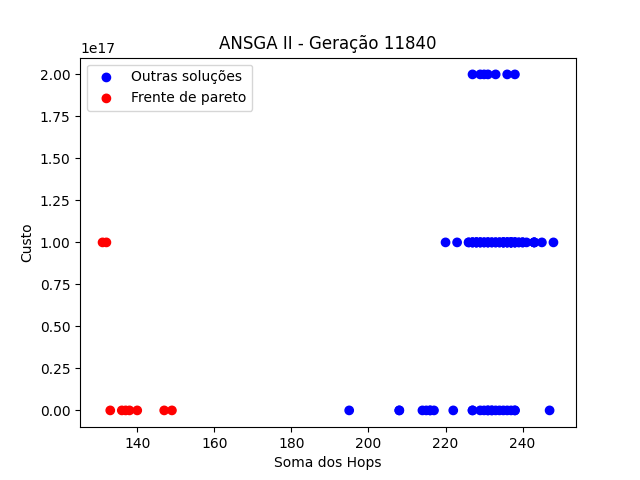 ANSGA II - Geração 11840
1e17
Outras soluções
Frente de pareto
2.00
1.75
1.50
1.25
1.00
0.75
0.50
0.25
0.00
Custo
140
160
180
200
220
240
Soma dos Hops